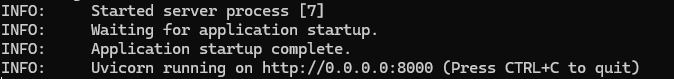 INFO:     Started server process [7]
INFO:     Waiting for application startup.
INFO:     Application startup complete.
INFO:     Uvicorn running on http://0.0.0.0:8000 (Press CTRL+C to quit)